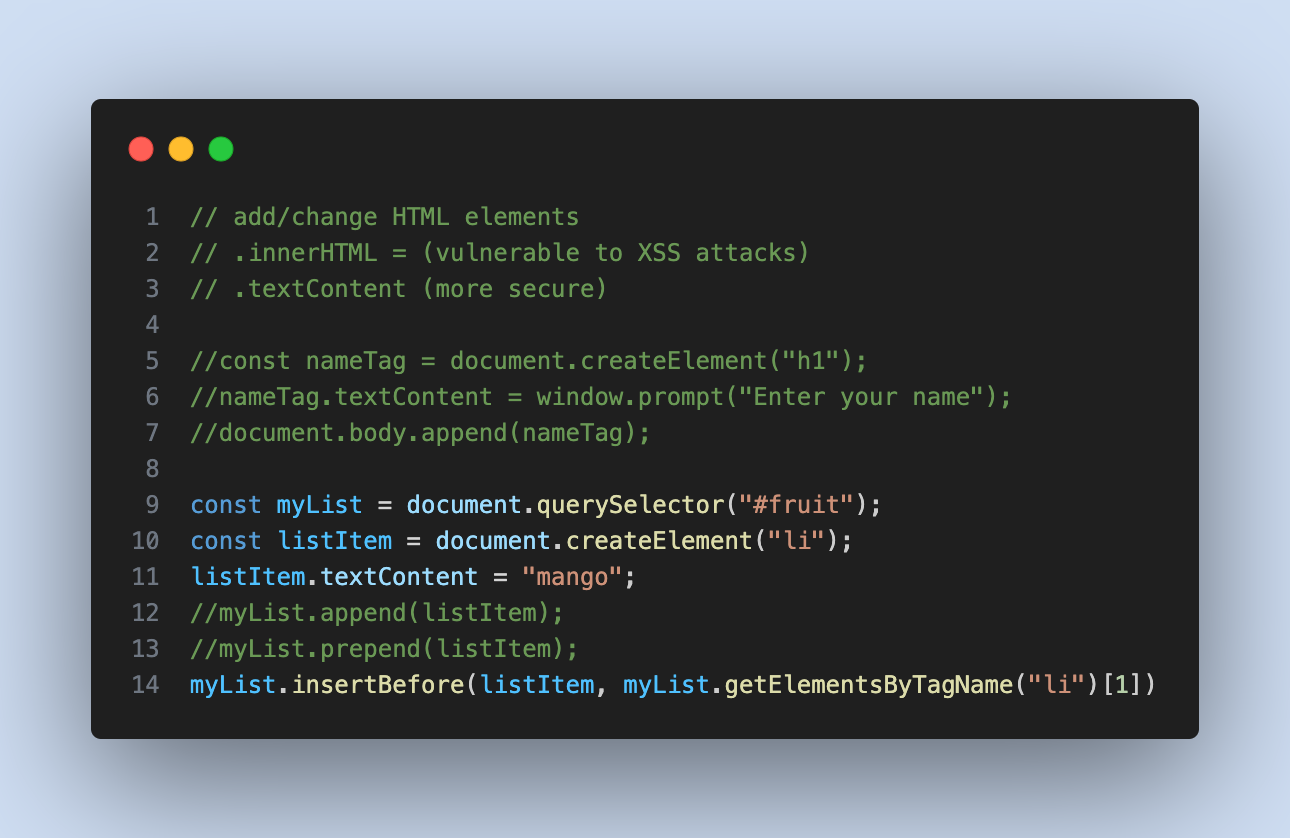 1 // add/change HTML elements
2 // .innerHTML = (vulnerable to XSS attacks)
3 // .textContent (more secure)
4
5 //const nameTag = document.createElement("h1");
6 //nameTag.textContent = window.prompt("Enter your name");
7 //document.body.append(nameTag);
8
9 const myList = document.querySelector("#fruit");
10 const listItem = document.createElement("li");
11 listItem.textContent = "mango";
12 //myList.append(listItem);
13 //myList.prepend(listItem);
14 myList.insertBefore(listItem, myList.getElementsByTagName("li")[1])